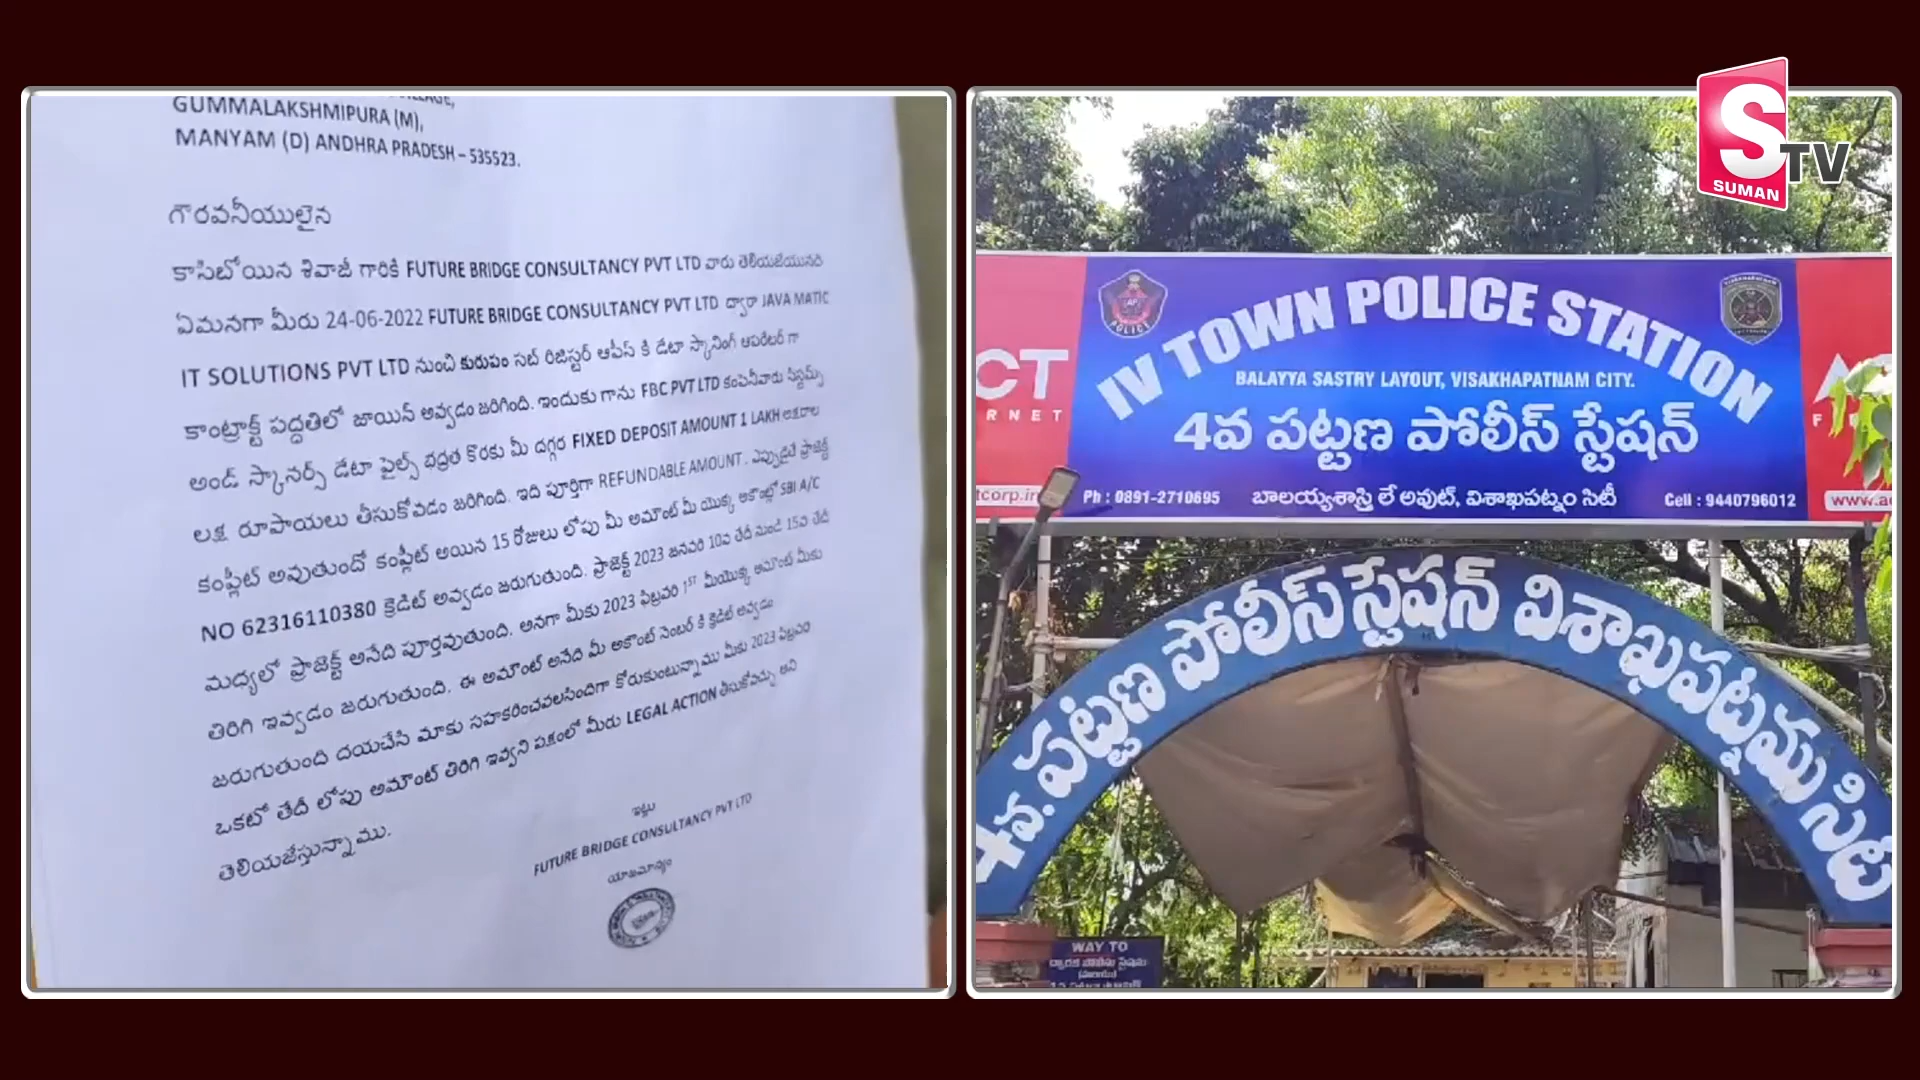 GUMMALAKSHMIPURA (M),
MANYAM (D) ANDHRA PRADESH – 535523.
గౌరవనీయులైన
కాసిబోయిన శివాజీ గారికి FUTURE BRIDGE CONSULTANCY PVT LTD వారు తెలియజేయునది
ఏమనగా మీరు 24-06-2022 FUTURE BRIDGE CONSULTANCY PVT LTD ద్వారా JAVA MATIC
IT SOLUTIONS PVT LTD నుంచి కురుపం సబ్ రిజిస్టర్ ఆఫీస్ కి డేటా స్కానింగ్ ఆపరేటర్ గా
కాంట్రాక్ట్ పద్ధతిలో జాయిన్ అవ్వడం జరిగింది. ఇందుకు గాను FBC PVT LTD కంపెనీవారు సిస్టమ్స్
అండ్ స్కానర్స్ డేటా ఫైల్స్ భద్రత కొరకు మీ దగ్గర FIXED DEPOSIT AMOUNT 1 LAKH అక్షరాల
లక్ష రూపాయలు తీసుకోవడం జరిగింది. ఇది పూర్తిగా REFUNDABLE AMOUNT . ఎప్పుడైతే ప్రాజెక్ట్
కంప్లీట్ అవుతుందో కంప్లీట్ అయిన 15 రోజులు లోపు మీ అమౌంట్ మీ యొక్క అకౌంట్లో SBI A/C
NO 62316110380 క్రెడిట్ అవ్వడం జరుగుతుంది. ప్రాజెక్ట్ 2023 జనవరి 10వ తేదీ నుండి 15వ తేదీ
మధ్యలో ప్రాజెక్ట్ అనేది పూర్తవుతుంది. అనగా మీకు 2023 ఫిబ్రవరి 1ST మీయొక్క అమౌంట్ మీకు
తిరిగి ఇవ్వడం జరుగుతుంది. ఈ అమౌంట్ అనేది మీ అకౌంట్ నెంబర్ కి క్రెడిట్ అవ్వడం
జరుగుతుంది దయచేసి మాకు సహకరించవలసిందిగా కోరుకుంటున్నాము మీకు 2023 ఫిబ్రవరి
ఒకటో తేదీ లోపు అమౌంట్ తిరిగి ఇవ్వని పక్షంలో మీరు LEGAL ACTION తీసుకోవచ్చు అని
తెలియజేస్తున్నాము.
ఇట్లు
FUTURE BRIDGE CONSULTANCY PVT LTD
యాజమాన్యం
S
SUMAN
TV
IV TOWN POLICE STATION
BALAYYA SASTRY LAYOUT, VISAKHAPATNAM CITY.
4వ పట్టణ పోలీస్ స్టేషన్
Ph : 0891-2710695 బాలయ్యశాస్త్రి లే అవుట్, విశాఖపట్నం సిటీ Cell : 9440796012
4వ. పట్టణ పోలీస్ స్టేషన్ విశాఖపట్నము సిటీ
WAY TO